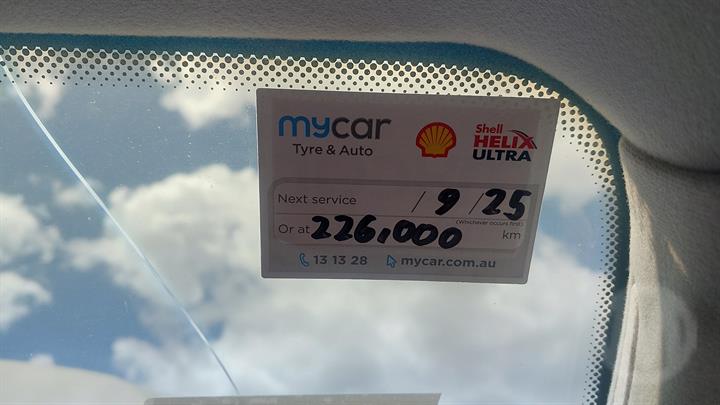 mycar
Tyre & Auto
Shell
HELIX
ULTRA
Next service / 9 / 25
(Whichever occurs first)
Or at 226,000 km
13 13 28 mycar.com.au